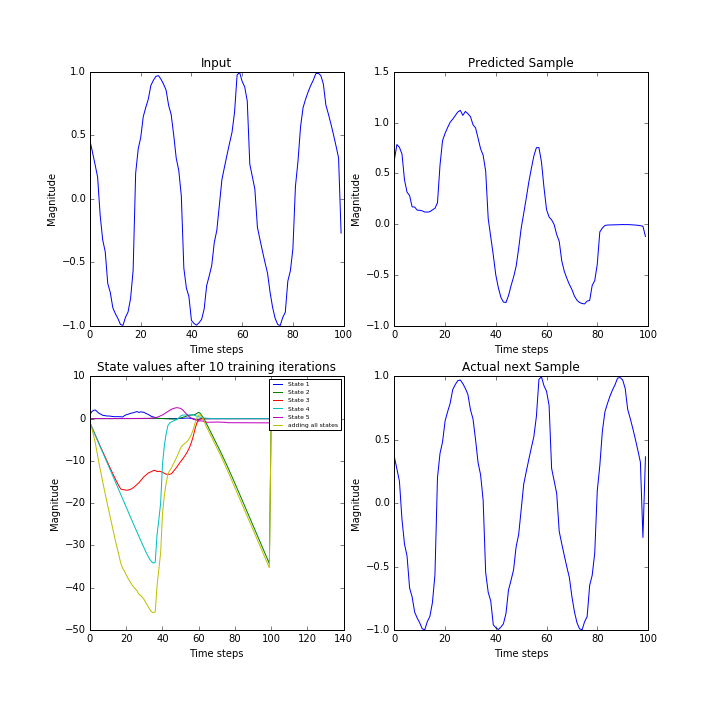 Input
Magnitude
1.0
0.5
0.0
−0.5
−1.0
0 20 40 60 80 100
Time steps
Predicted Sample
Magnitude
1.5
1.0
0.5
0.0
−0.5
−1.0
0 20 40 60 80 100
Time steps
State values after 10 training iterations
Magnitude
10
0
−10
−20
−30
−40
−50
0 20 40 60 80 100 120 140
Time steps
State 1
State 2
State 3
State 4
State 5
adding all states
Actual next Sample
Magnitude
1.0
0.5
0.0
−0.5
−1.0
0 20 40 60 80 100
Time steps